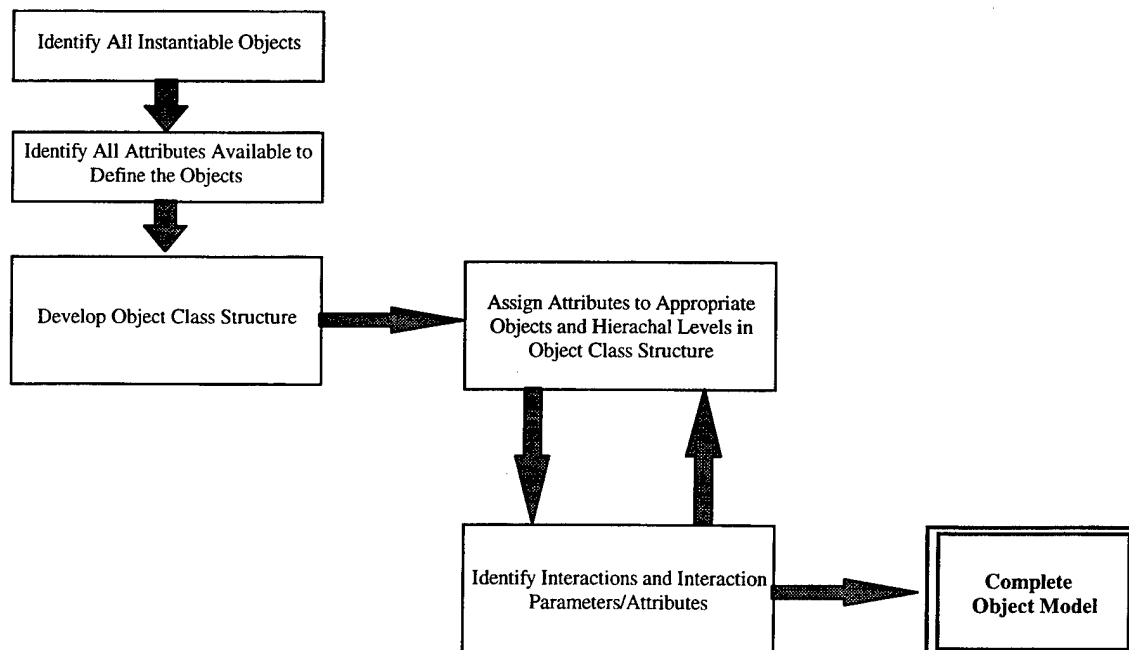 Identify All Instantiable Objects
Identify All Attributes Available to
Define the Objects
Develop Object Class Structure
Assign Attributes to Appropriate
Objects and Hierachal Levels in
Object Class Structure
Identify Interactions and Interaction
Parameters/Attributes
Complete
Object Model